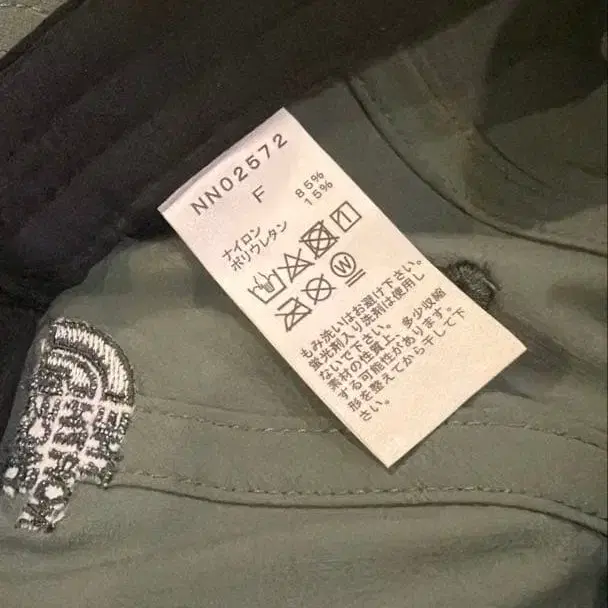 NN02572
F
ナイロン 85%
ポリウレタン 15%
W
もみ洗いはお避け下さい。
蛍光剤入り洗剤は使用し
ないで下さい。
素材の性質上、多少収縮
する可能性があります。
形を整えてから干して下
さい。